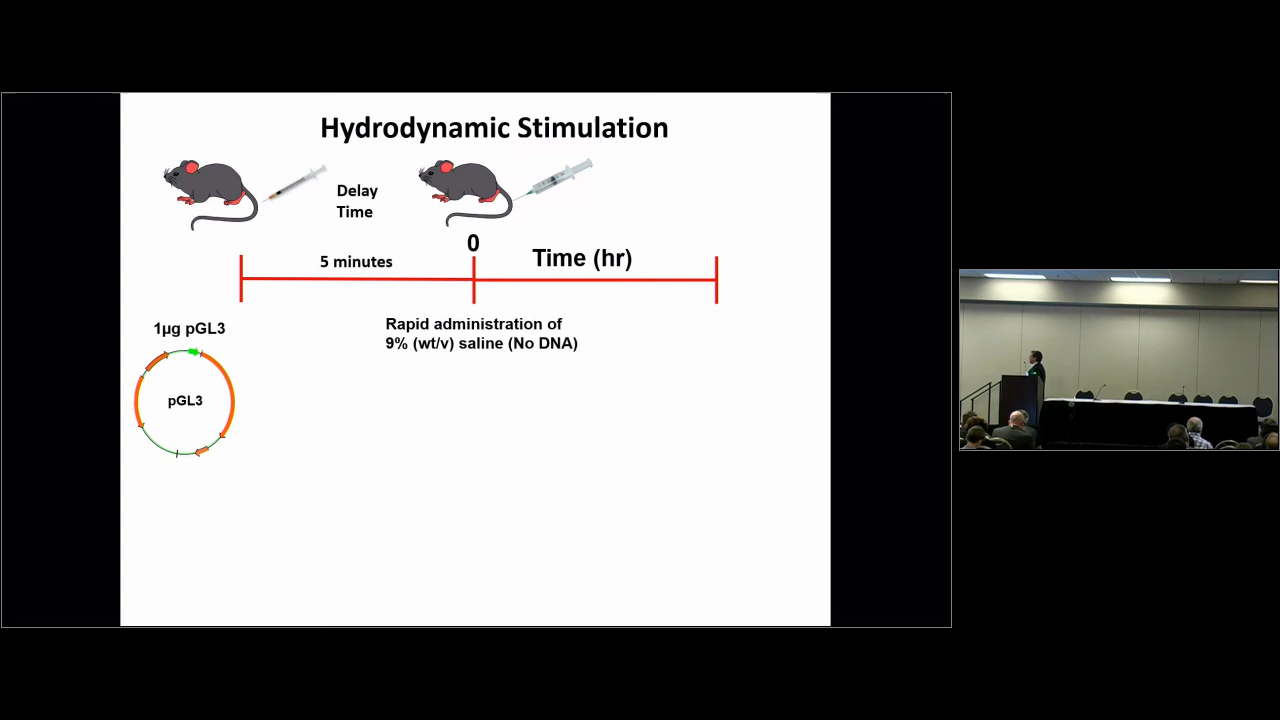 Hydrodynamic Stimulation
Delay
Time
0
5 minutes
Time (hr)
Rapid administration of
9% (wt/v) saline (No DNA)
1μg pGL3
pGL3